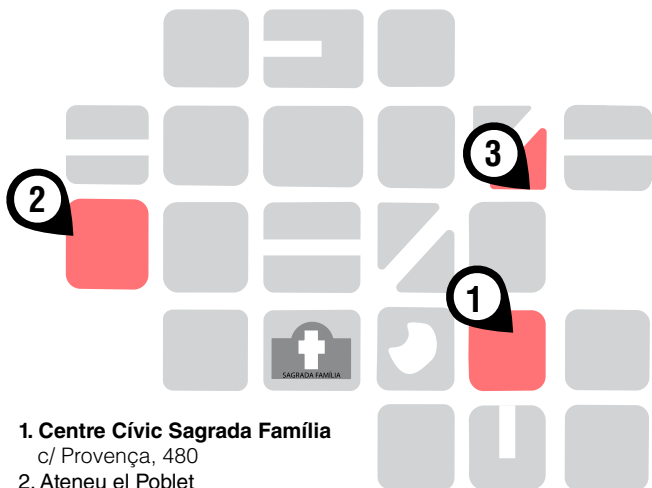 3
2
1
SAGRADA FAMÍLIA
1. Centre Cívic Sagrada Família
c/ Provença, 480
2. Ateneu el Poblet